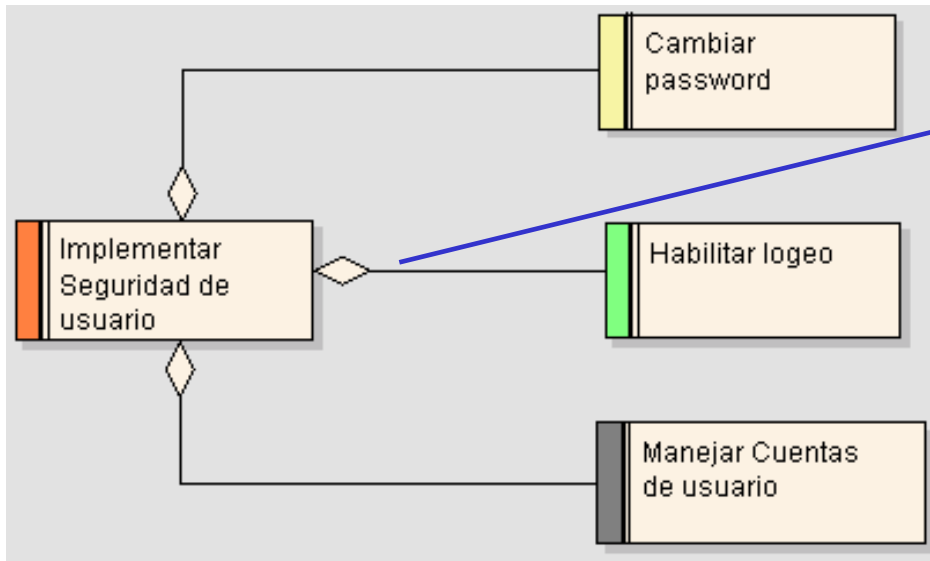 Cambiar
password
Implementar
Seguridad de
usuario
Habilitar logeo
Manejar Cuentas
de usuario